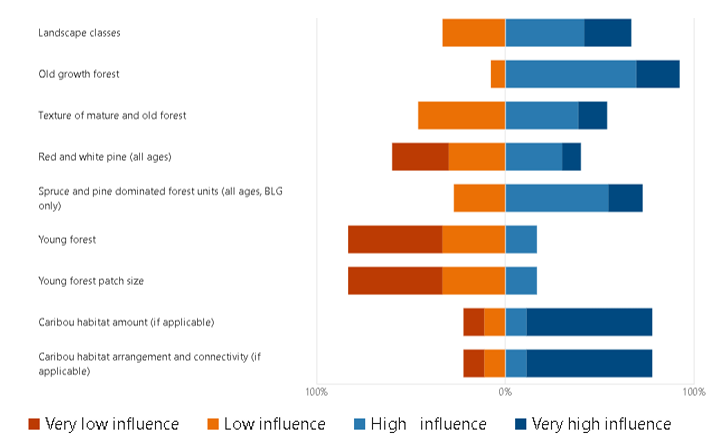 Landscape classes
Old growth forest
Texture of mature and old forest
Red and white pine (all ages)
Spruce and pine dominated forest units (all ages, BLG
only)
Young forest
Young forest patch size
Caribou habitat amount (if applicable)
Caribou habitat arrangement and connectivity (if
applicable)
100% 0% 100%
Very low influence Low influence High influence Very high influence